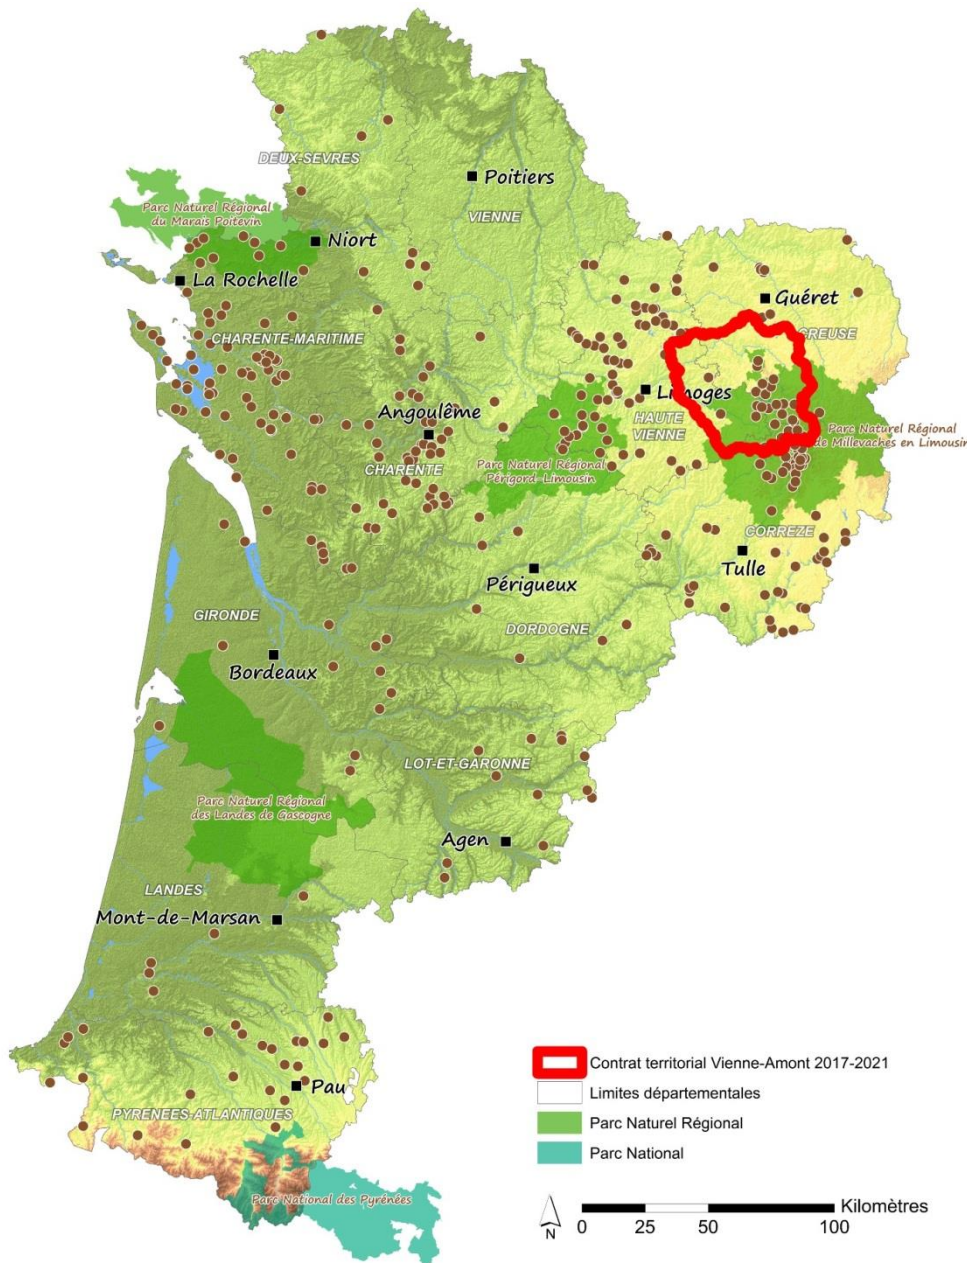 DEUX-SEVRES
Poitiers
VIENNE
Parc Naturel Régional
du Marais Poitevin
Niort
La Rochelle
Guéret
CREUSE
CHARENTE-MARITIME
Limoges
Angoulême
HAUTE
VIENNE
Parc Naturel Régional
de Millevaches en Limousin
CHARENTE
Parc Naturel Régional
Périgord Limousin
CORREZE
Tulle
Périgueux
GIRONDE
DORDOGNE
Bordeaux
LOT-ET-GARONNE
Parc Naturel Régional
des Landes de Gascogne
Agen
LANDES
Mont-de-Marsan
Contrat territorial Vienne-Amont 2017-2021
Limites départementales
Pau
PYRENEES-ATLANTIQUES
Parc Naturel Régional
Parc National
Parc National des Pyrénées
N
0 25 50 100 Kilomètres